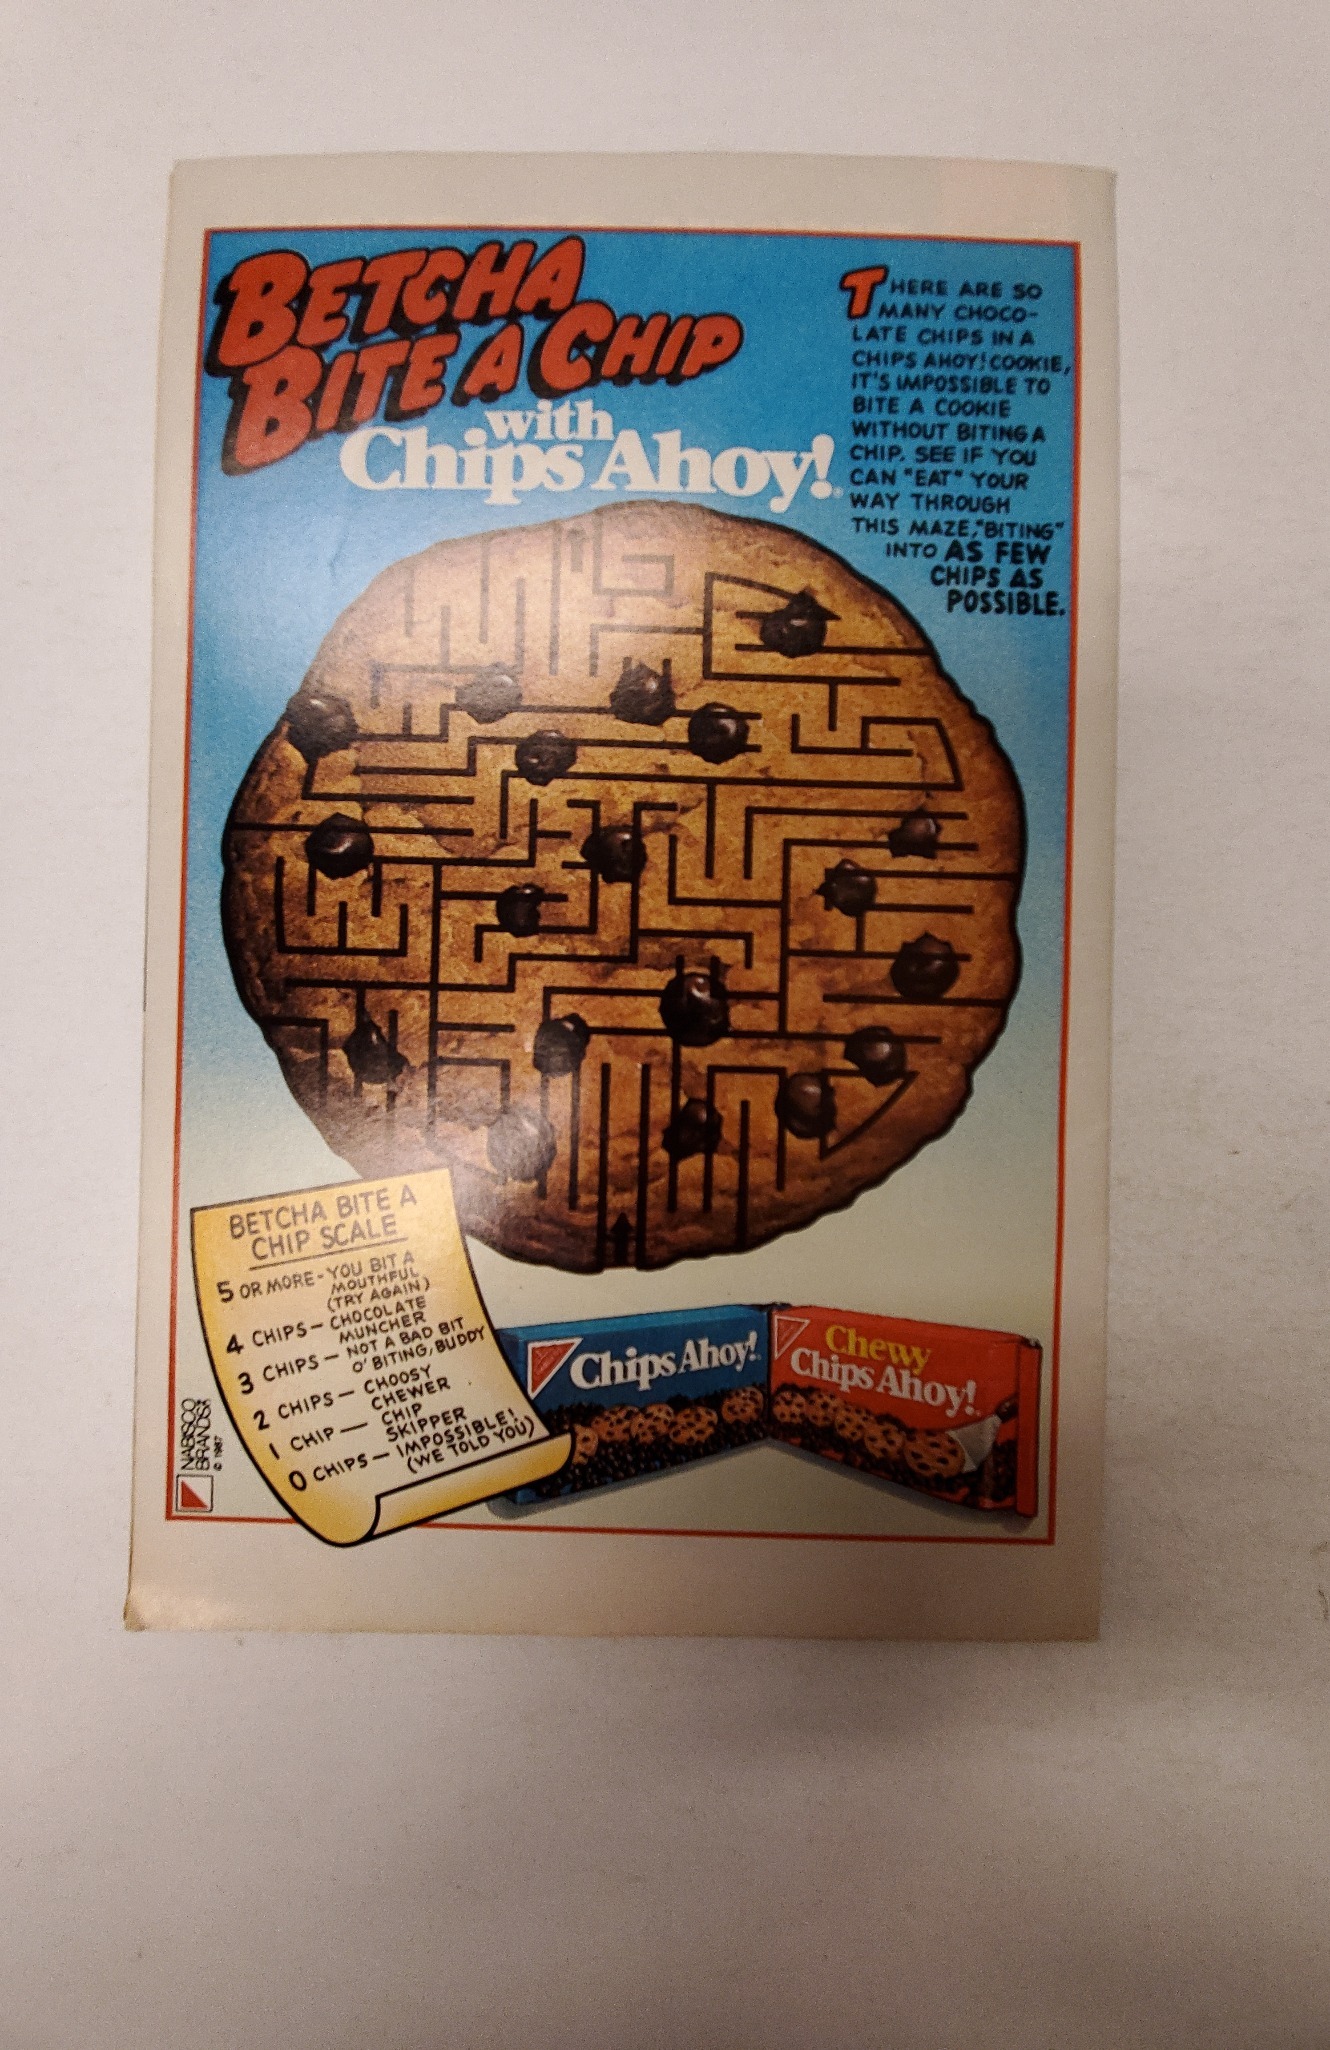 BETCHA
BITE A CHIP
with
Chips Ahoy!®
THERE ARE SO
MANY CHOCO-
LATE CHIPS IN A
CHIPS AHOY! COOKIE,
IT'S IMPOSSIBLE TO
BITE A COOKIE
WITHOUT BITING A
CHIP. SEE IF YOU
CAN "EAT" YOUR
WAY THROUGH
THIS MAZE, "BITING"
INTO AS FEW
CHIPS AS
POSSIBLE.
BETCHA BITE A
CHIP SCALE
5 OR MORE - YOU BIT A
MOUTHFUL
(TRY AGAIN)
4 CHIPS - CHOCOLATE
MUNCHER
3 CHIPS - NOT A BAD BIT
O' BITING, BUDDY
2 CHIPS - CHOOSY
CHEWER
1 CHIP - CHIP
SKIPPER
0 CHIPS - IMPOSSIBLE!
(WE TOLD YOU)
Chips Ahoy!
Chewy
Chips Ahoy!
NABISCO
BRANDS
© 1987